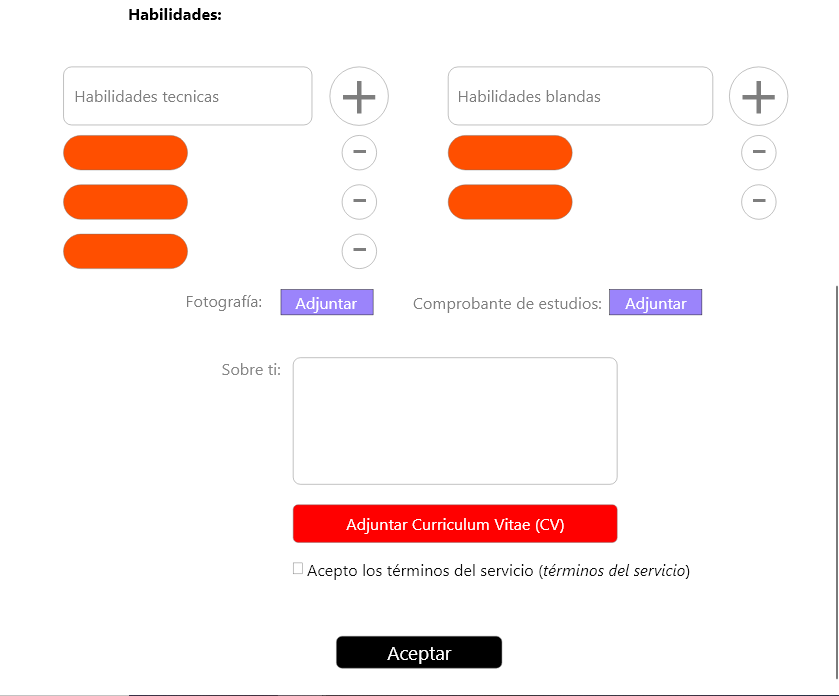 Habilidades:
Habilidades tecnicas
Habilidades blandas
Fotografía: Adjuntar Comprobante de estudios: Adjuntar
Sobre ti:
Adjuntar Curriculum Vitae (CV)
Acepto los términos del servicio (términos del servicio)
Aceptar